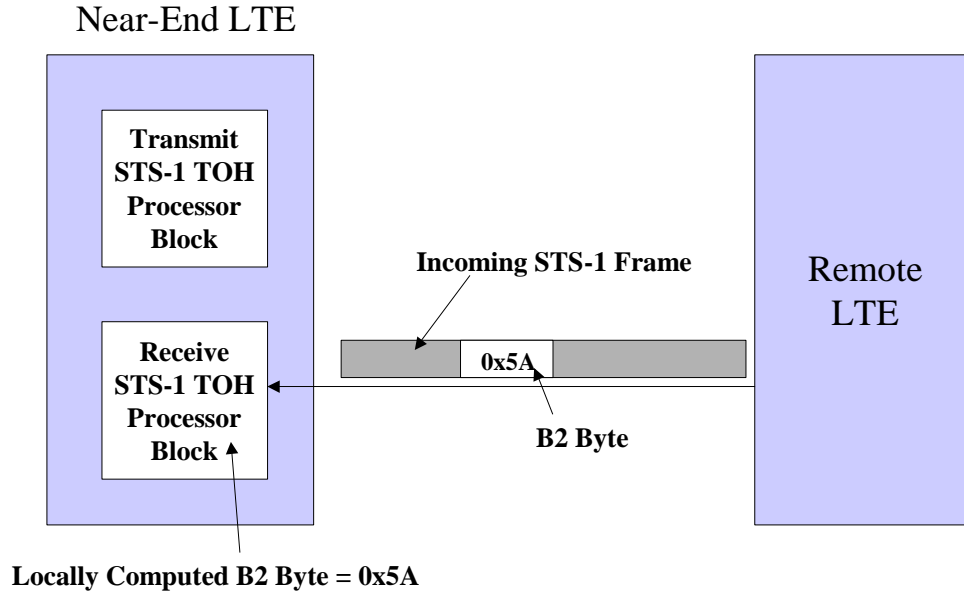 Near-End LTE
Transmit
STS-1 TOH
Processor
Block
Incoming STS-1 Frame
Remote
LTE
Receive
STS-1 TOH
Processor
Block
0x5A
B2 Byte
Locally Computed B2 Byte = 0x5A